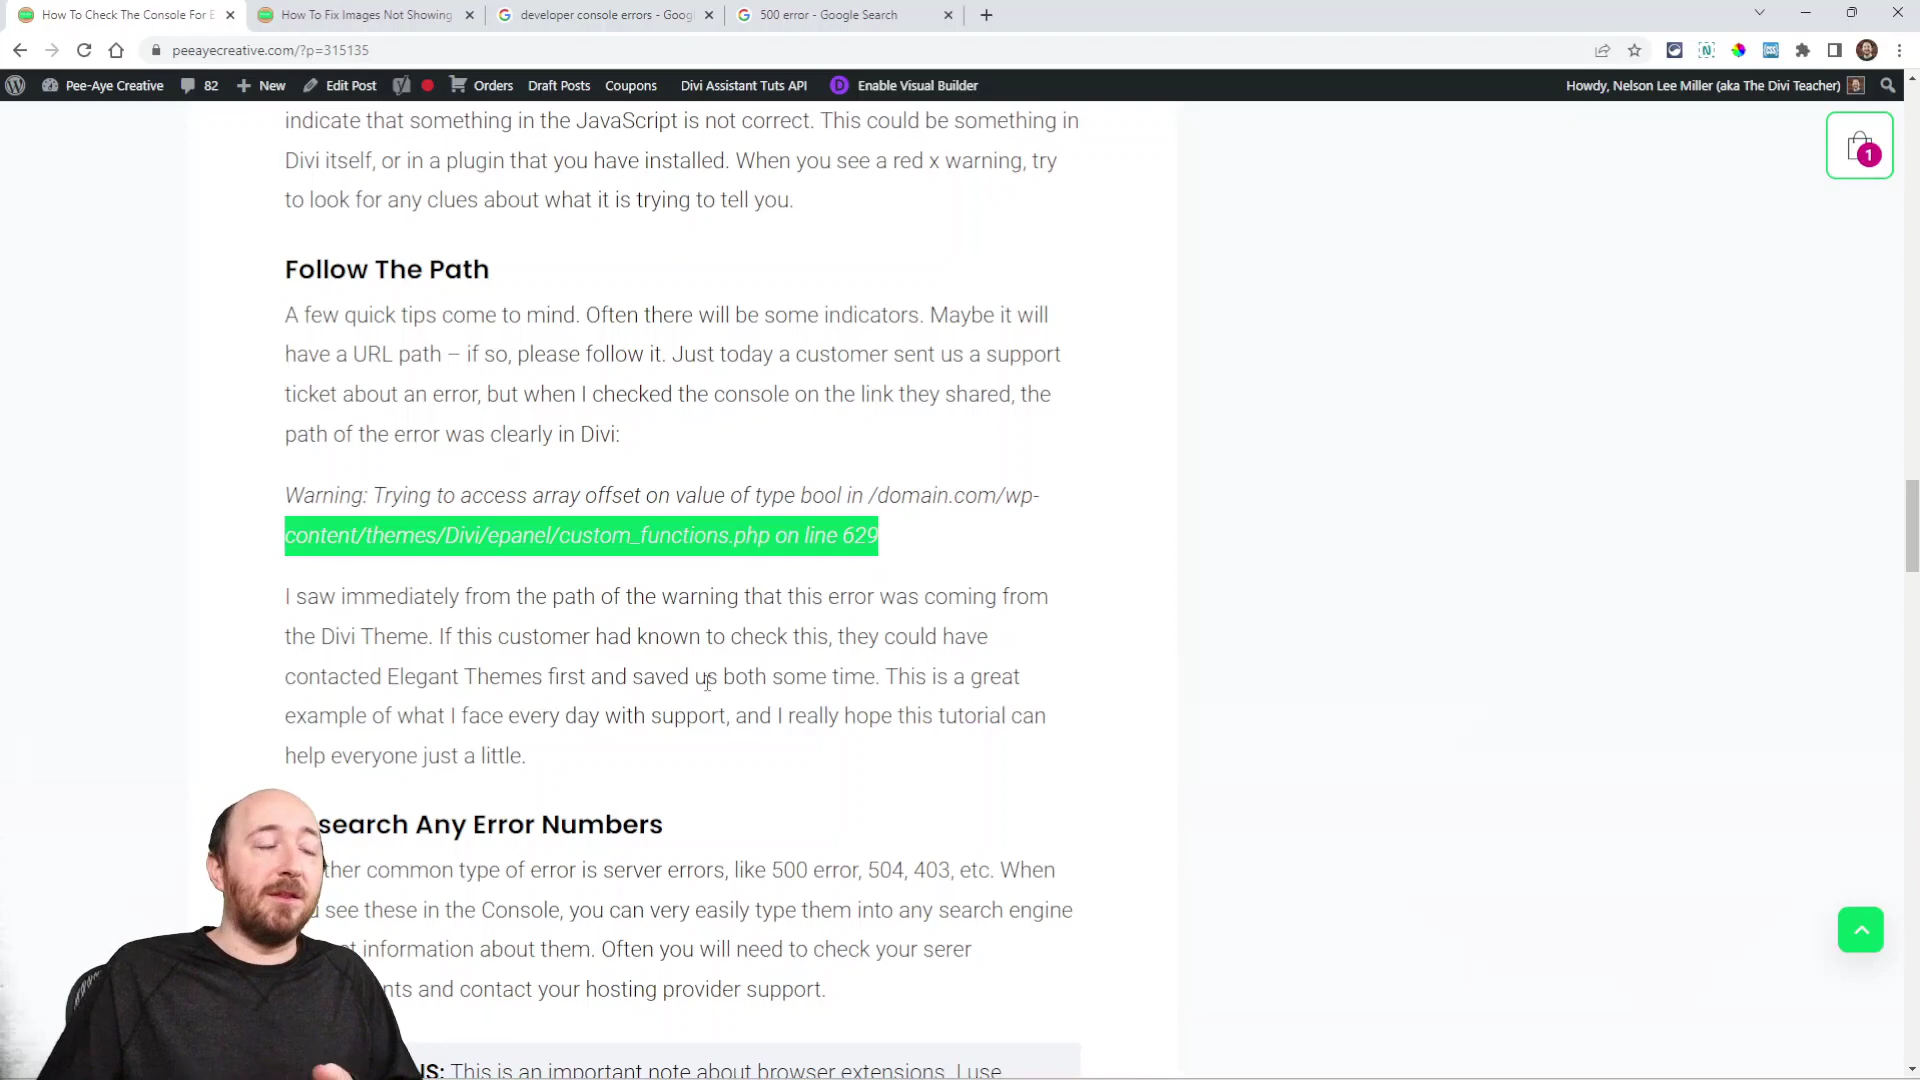 How To Check The Console For E
How To Fix Images Not Showing
developer console errors - Goog
500 error - Google Search
peeayecreative.com/?p=315135
Pee-Aye Creative
82
New
Edit Post
Orders
Draft Posts
Coupons
Divi Assistant Tuts API
Enable Visual Builder
Howdy, Nelson Lee Miller (aka The Divi Teacher)
1
indicate that something in the JavaScript is not correct. This could be something in
Divi itself, or in a plugin that you have installed. When you see a red x warning, try
to look for any clues about what it is trying to tell you.
Follow The Path
A few quick tips come to mind. Often there will be some indicators. Maybe it will
have a URL path – if so, please follow it. Just today a customer sent us a support
ticket about an error, but when I checked the console on the link they shared, the
path of the error was clearly in Divi:
Warning: Trying to access array offset on value of type bool in /domain.com/wp-
content/themes/Divi/epanel/custom_functions.php on line 629
I saw immediately from the path of the warning that this error was coming from
the Divi Theme. If this customer had known to check this, they could have
contacted Elegant Themes first and saved us both some time. This is a great
example of what I face every day with support, and I really hope this tutorial can
help everyone just a little.
search Any Error Numbers
ther common type of error is server errors, like 500 error, 504, 403, etc. When
see these in the Console, you can very easily type them into any search engine
information about them. Often you will need to check your serer
nts and contact your hosting provider support.
NS: This is an important note about browser extensions. I use